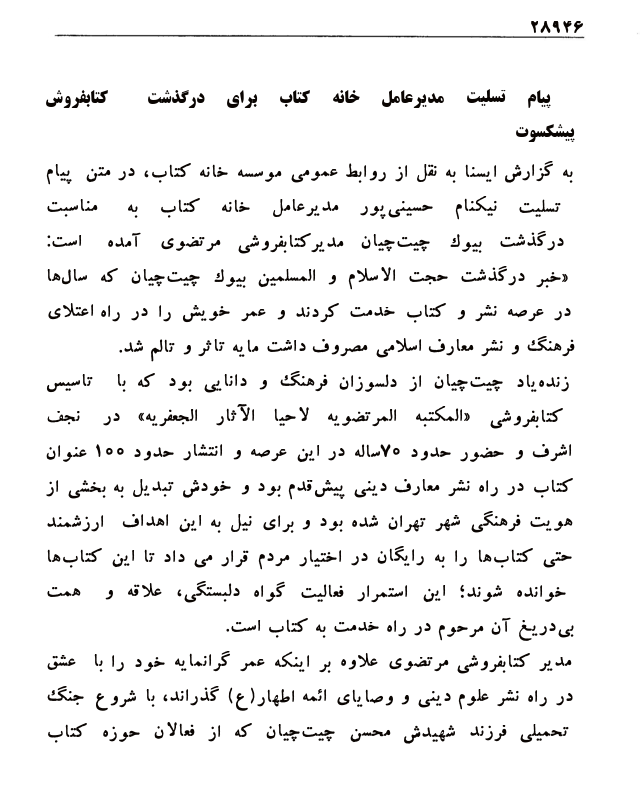 ۲۸۹۴۶
پیام تسلیت مدیرعامل خانه کتاب برای درگذشت کتابفروش
پیشکسوت
به گزارش ایسنا به نقل از روابط عمومی موسسه خانه کتاب، در متن پیام
تسلیت نیکنام حسینی‌پور مدیرعامل خانه کتاب به مناسبت
درگذشت بیوك چیت‌چیان مدیرکتابفروشی مرتضوی آمده است:
«خبر درگذشت حجت الاسلام و المسلمین بیوك چیت‌چیان که سال‌ها
در عرصه نشر و کتاب خدمت کردند و عمر خویش را در راه اعتلای
فرهنگ و نشر معارف اسلامی مصروف داشت مایه تاثر و تالم شد.
زنده‌یاد چیت‌چیان از دلسوزان فرهنگ و دانایی بود که با تاسیس
کتابفروشی «المکتبه المرتضویه لاحیا الآثار الجعفریه» در نجف
اشرف و حضور حدود ۷۰ساله در این عرصه و انتشار حدود ۱۰۰ عنوان
کتاب در راه نشر معارف دینی پیش‌قدم بود و خودش تبدیل به بخشی از
هویت فرهنگی شهر تهران شده بود و برای نیل به این اهداف ارزشمند
حتی کتاب‌ها را به رایگان در اختیار مردم قرار می داد تا این کتاب‌ها
خوانده شوند؛ این استمرار فعالیت گواه دلبستگی، علاقه و همت
بی‌دریغ آن مرحوم در راه خدمت به کتاب است.
مدیر کتابفروشی مرتضوی علاوه بر اینکه عمر گرانمایه خود را با عشق
در راه نشر علوم دینی و وصایای ائمه اطهار(ع) گذراند، با شروع جنگ
تحمیلی فرزند شهیدش محسن چیت‌چیان که از فعالان حوزه کتاب